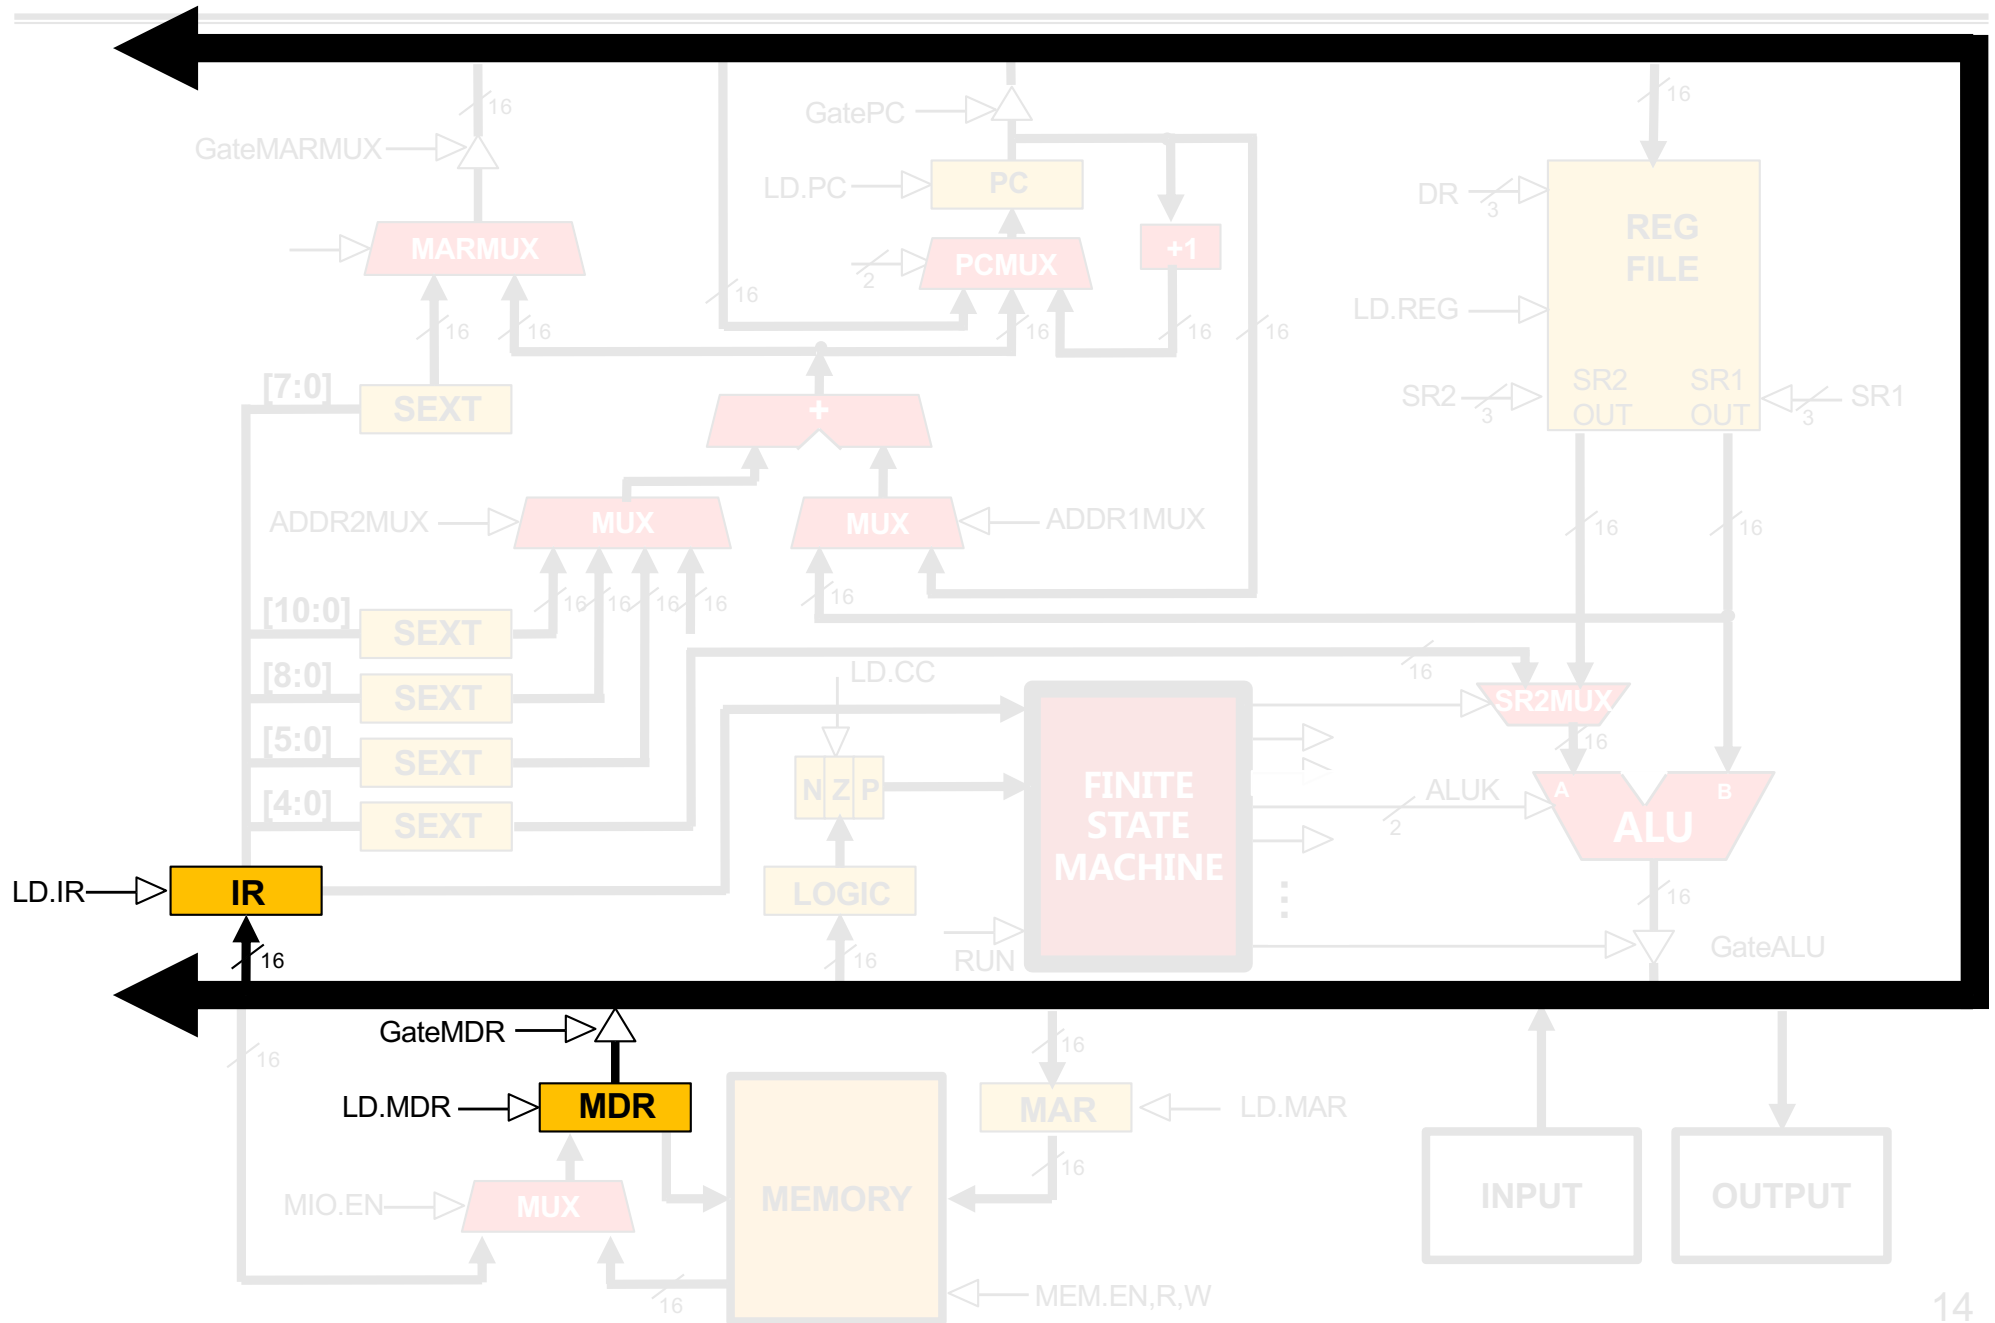 16
GatePC
16
GateMARMUX
LD.PC
PC
DR
3
REG
FILE
MARMUX
PCMUX
2
+1
16
LD.REG
16
16
16
16
16
[7:0]
SEXT
+
SR2
3
SR2
OUT
SR1
OUT
3
SR1
ADDR2MUX
MUX
MUX
ADDR1MUX
16
16
16
16
16
16
[10:0]
SEXT
16
LD.CC
[8:0]
SEXT
SR2MUX
[5:0]
SEXT
16
N Z P
FINITE
STATE
MACHINE
ALUK
2
A
B
ALU
[4:0]
SEXT
LD.IR
IR
LOGIC
⋮
16
16
16
RUN
GateALU
GateMDR
16
16
LD.MDR
MDR
MAR
LD.MAR
16
MIO.EN
MUX
MEMORY
INPUT
OUTPUT
16
MEM.EN,R,W
14